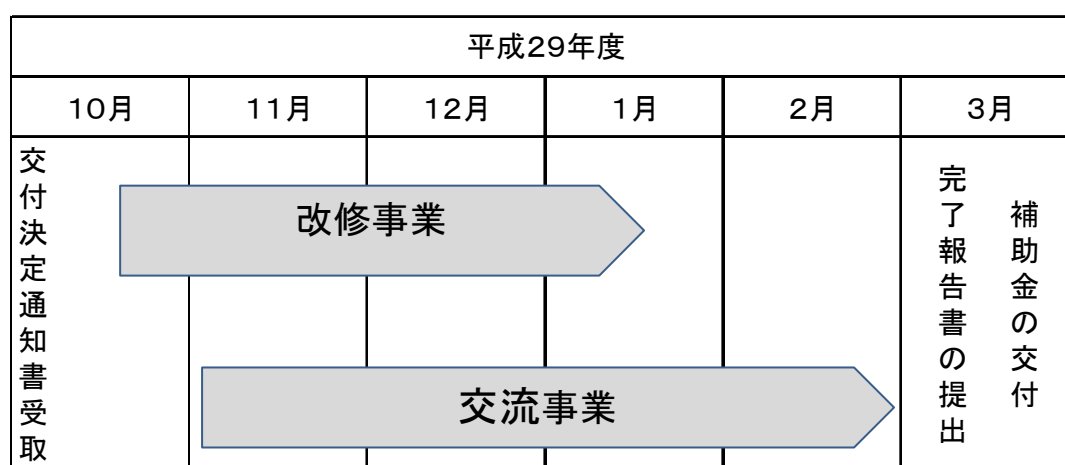 平成29年度
10月
11月
12月
1月
2月
3月
交付決定通知書受取
改修事業
交流事業
完了報告書の提出
補助金の交付